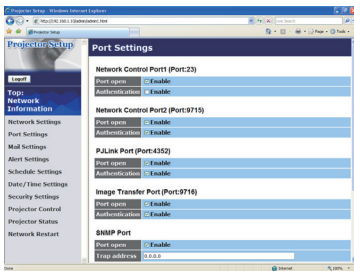 Projector Setup - Windows Internet Explorer
Projector Setup
Page
Tools
Projector Setup
Logoff
Top:
Network
Information
Network Settings
Port Settings
Mail Settings
Alert Settings
Schedule Settings
Date/Time Settings
Security Settings
Projector Control
Projector Status
Network Restart
Port Settings
Network Control Port1 (Port:23)
Port open Enable
Authentication Enable
Network Control Port2 (Port:9715)
Port open Enable
Authentication Enable
PJLink Port (Port:4352)
Port open Enable
Authentication Enable
Image Transfer Port (Port:9716)
Port open Enable
Authentication Enable
SNMP Port
Port open Enable
Trap address 0.0.0.0
Done
Internet
100%